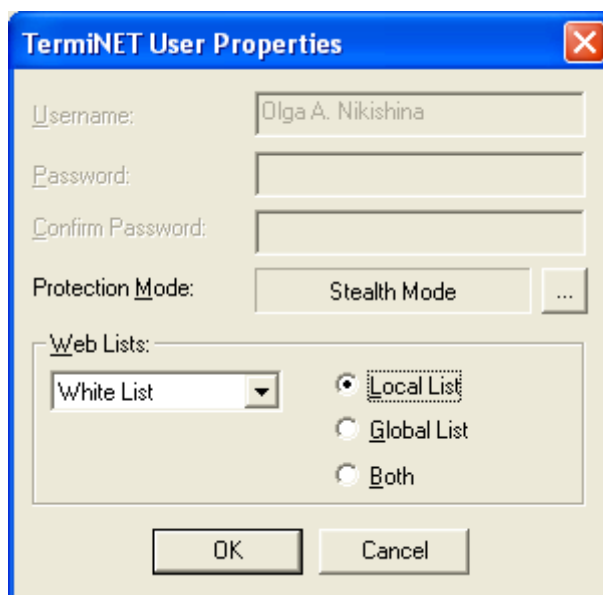 TermiNET User Properties
Username: Olga A. Nikishina
Password:
Confirm Password:
Protection Mode: Stealth Mode ...
Web Lists:
White List Local List
Global List
Both
OK Cancel